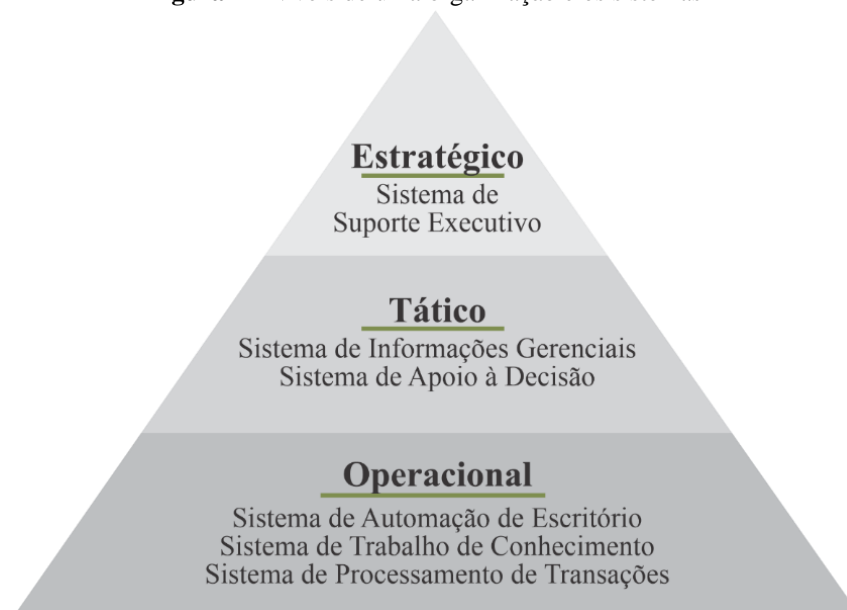 Estratégico
Sistema de
Suporte Executivo
Tático
Sistema de Informações Gerenciais
Sistema de Apoio à Decisão
Operacional
Sistema de Automação de Escritório
Sistema de Trabalho de Conhecimento
Sistema de Processamento de Transações